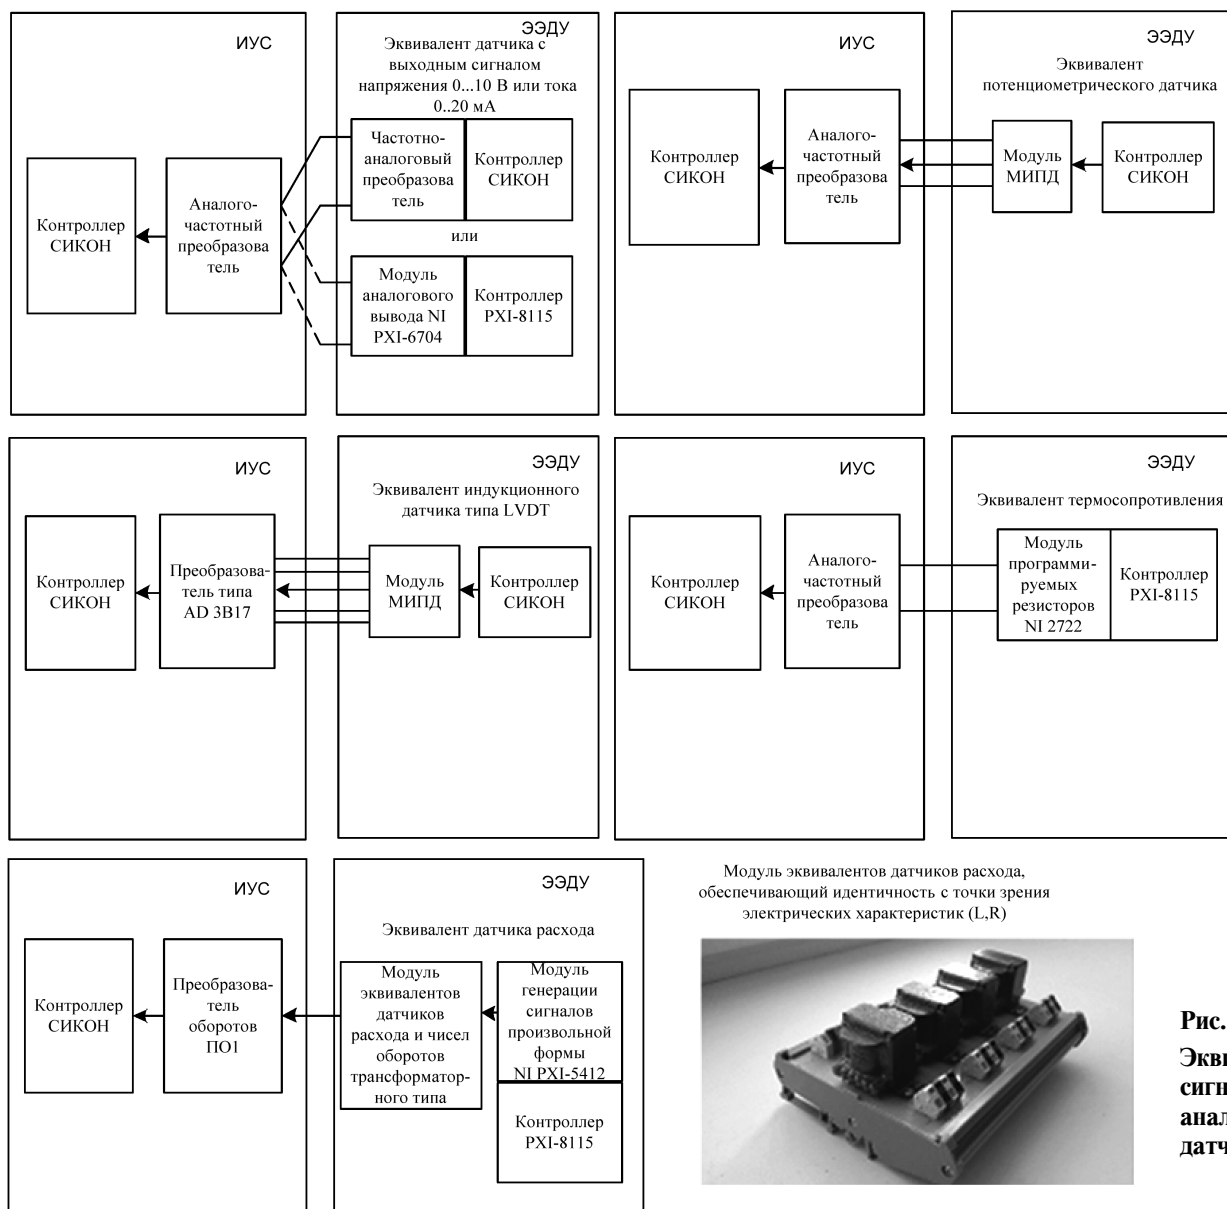 ИУС
ЭЭДУ
Эквивалент датчика с
выходным сигналом
напряжения 0...10 В или тока
0..20 мА
Контроллер
СИКОН
Аналого-
частотный
преобразова
тель
Частотно-
аналоговый
преобразова
тель
Контроллер
СИКОН
или
Модуль
аналогового
вывода NI
PXI-6704
Контроллер
PXI-8115
ИУС
ЭЭДУ
Эквивалент
потенциометрического датчика
Контроллер
СИКОН
Аналого-
частотный
преобразова
тель
Модуль
МИПД
Контроллер
СИКОН
ИУС
ЭЭДУ
Эквивалент индукционного
датчика типа LVDT
Контроллер
СИКОН
Преобразова-
тель типа
AD 3B17
Модуль
МИПД
Контроллер
СИКОН
ИУС
ЭЭДУ
Эквивалент термосопротивления
Контроллер
СИКОН
Аналого-
частотный
преобразова
тель
Модуль
программи-
руемых
резисторов
NI 2722
Контроллер
PXI-8115
ИУС
ЭЭДУ
Эквивалент датчика расхода
Контроллер
СИКОН
Преобразова-
тель
оборотов
ПО1
Модуль
эквивалентов
датчиков
расхода и чисел
оборотов
трансформатор-
ного типа
Модуль
генерации
сигналов
произвольной
формы
NI PXI-5412
Контроллер
PXI-8115
Модуль эквивалентов датчиков расхода,
обеспечивающий идентичность с точки зрения
электрических характеристик (L,R)
Рис.
Экви
сигн
анал
датч